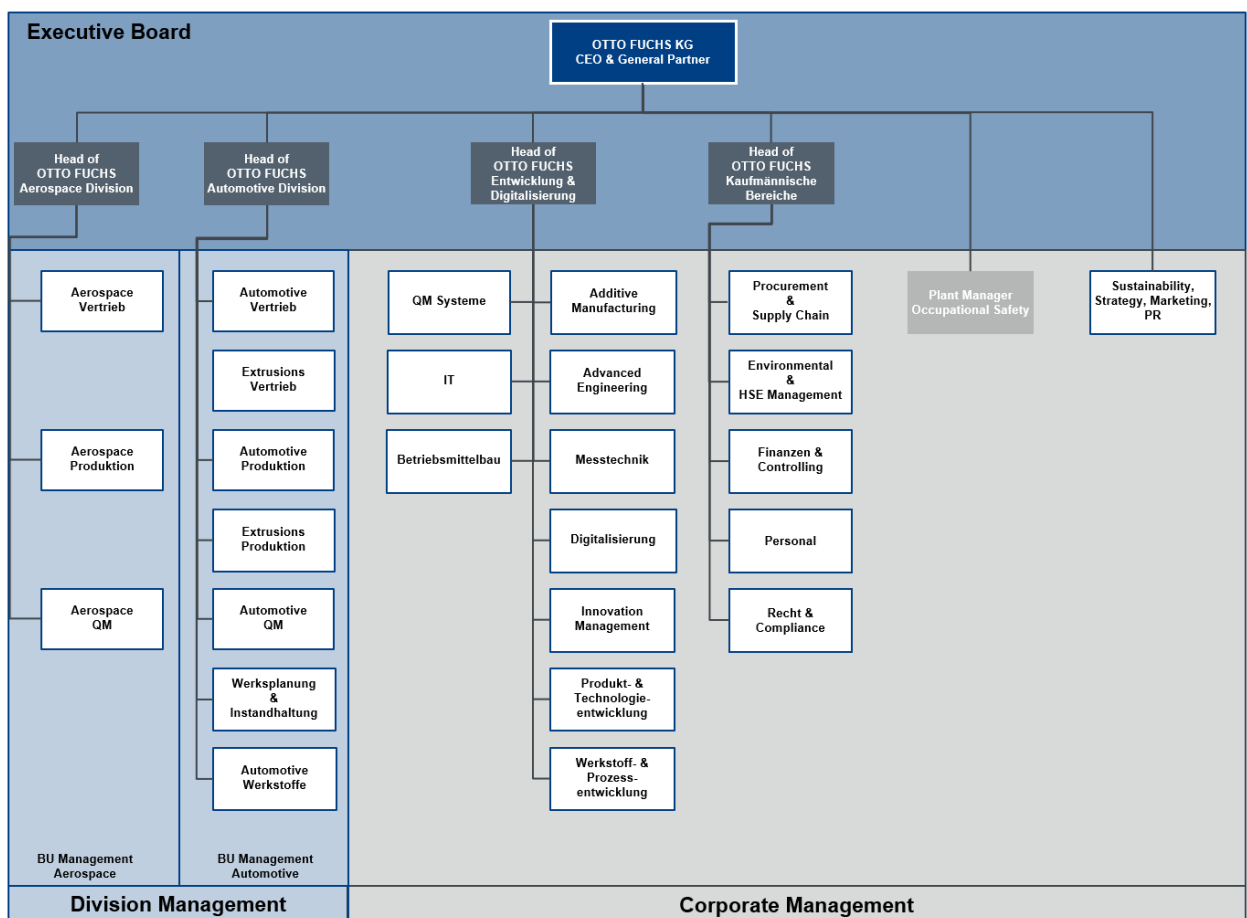 Executive Board
OTTO FUCHS KG
CEO & General Partner
Head of
OTTO FUCHS
Aerospace Division
Head of
OTTO FUCHS
Automotive Division
Head of
OTTO FUCHS
Entwicklung &
Digitalisierung
Head of
OTTO FUCHS
Kaufmännische
Bereiche
Aerospace
Vertrieb
Aerospace
Produktion
Aerospace
QM
BU Management
Aerospace
Automotive
Vertrieb
Extrusions
Vertrieb
Automotive
Produktion
Extrusions
Produktion
Automotive
QM
Werksplanung
&
Instandhaltung
Automotive
Werkstoffe
BU Management
Automotive
QM Systeme
IT
Betriebsmittelbau
Additive
Manufacturing
Advanced
Engineering
Messtechnik
Digitalisierung
Innovation
Management
Produkt- &
Technologie-
entwicklung
Werkstoff- &
Prozess-
entwicklung
Procurement
&
Supply Chain
Environmental
&
HSE Management
Finanzen &
Controlling
Personal
Recht &
Compliance
Plant Manager
Occupational Safety
Sustainability,
Strategy, Marketing,
PR
Division Management
Corporate Management